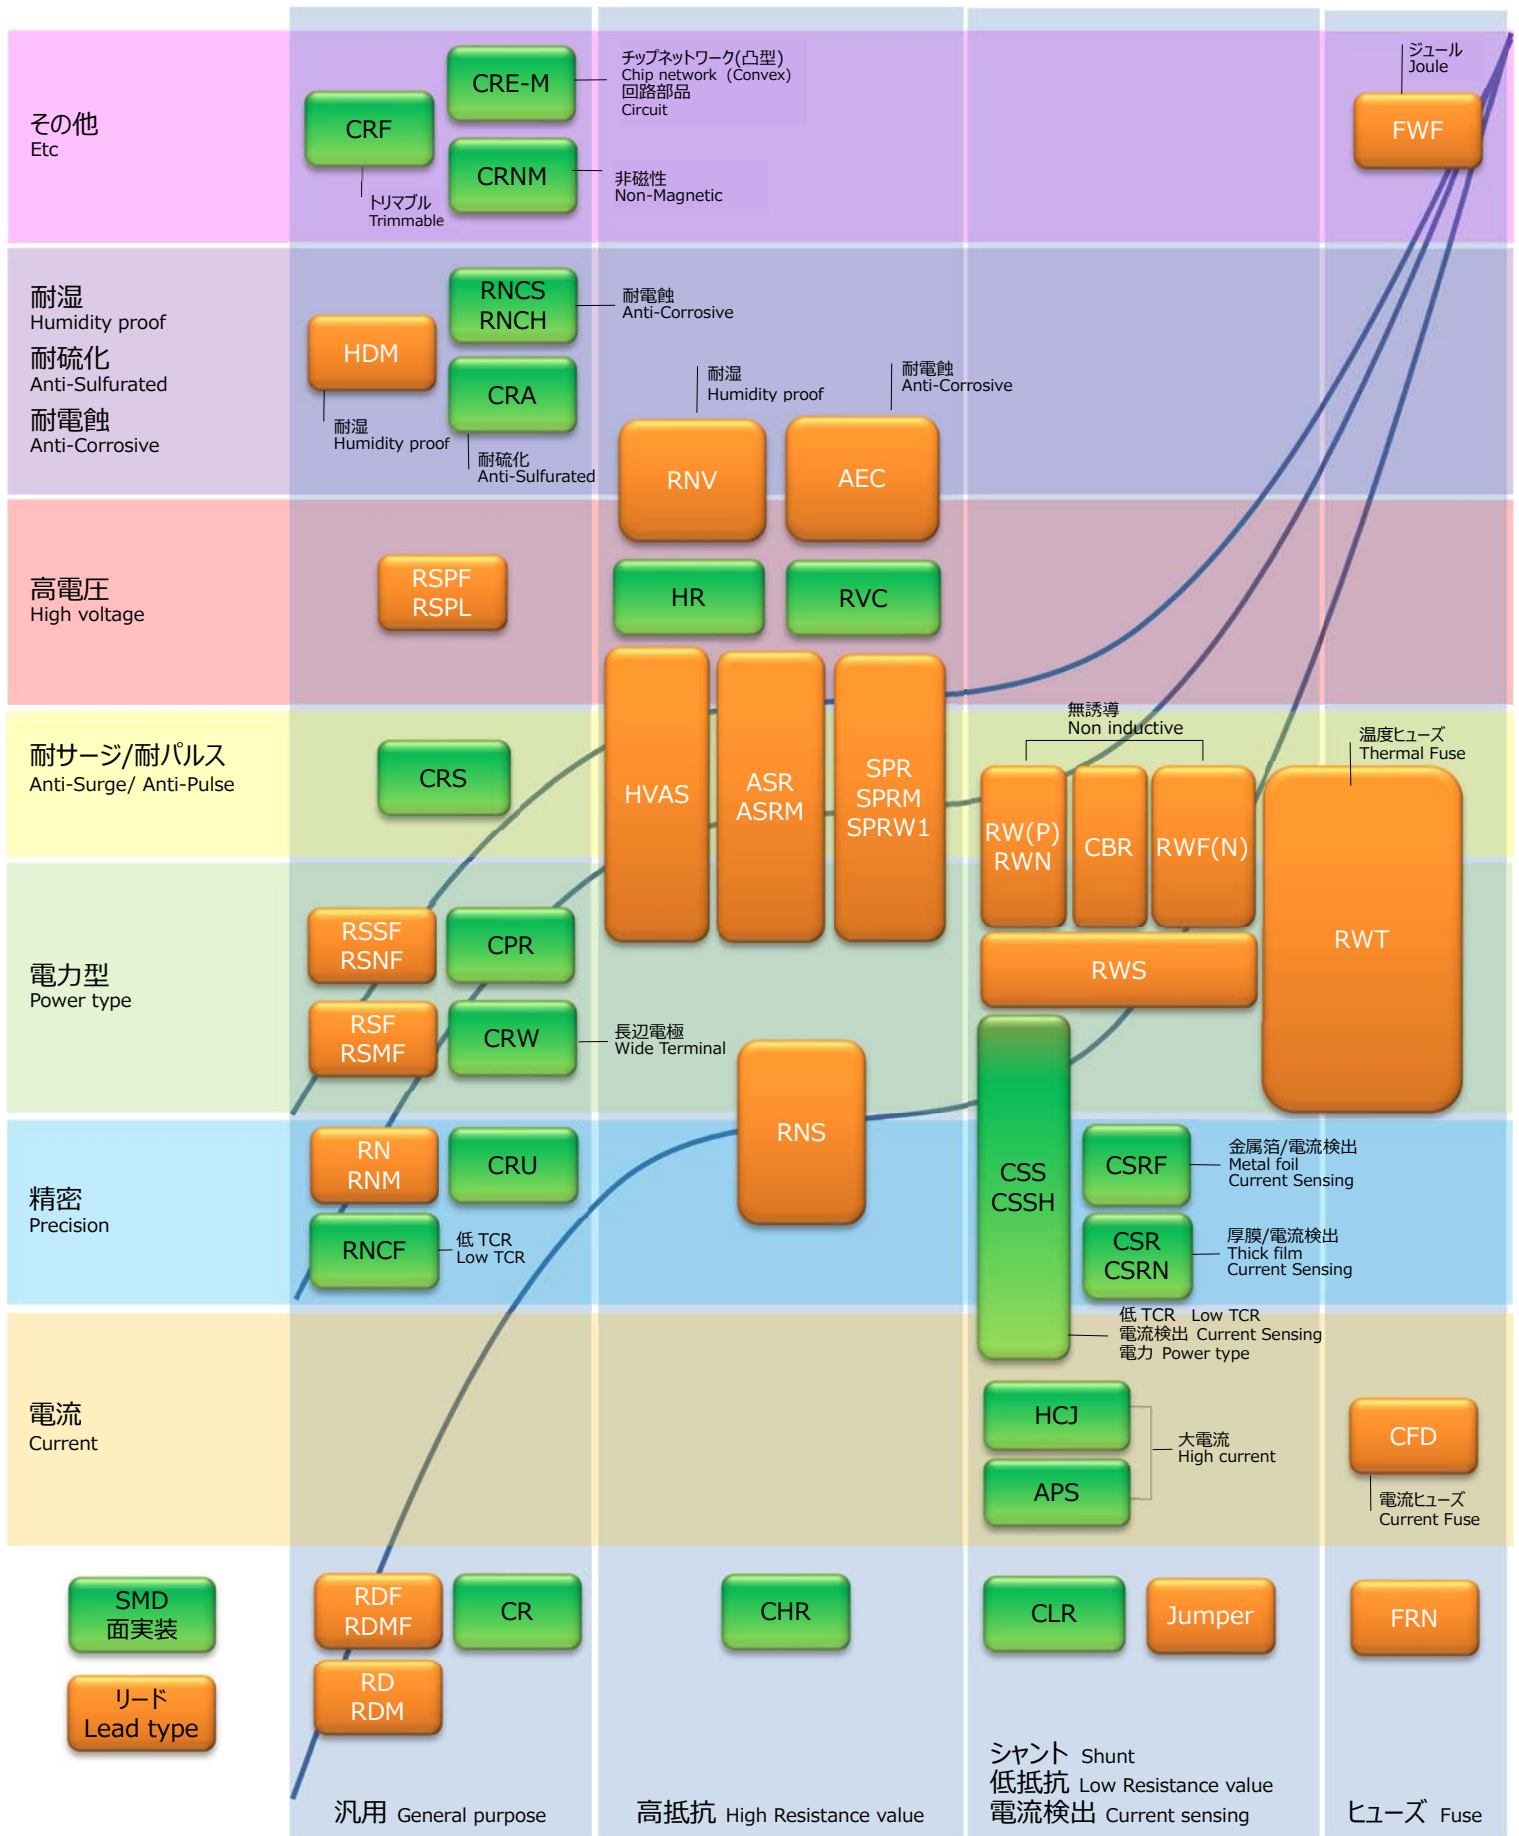 その他
Etc
CRF
トリマブル
Trimmable
CRE-M
チップネットワーク(凸型)
Chip network (Convex)
回路部品
Circuit
CRNM
非磁性
Non-Magnetic
ジュール
Joule
FWF
耐湿
Humidity proof
耐硫化
Anti-Sulfurated
耐電蝕
Anti-Corrosive
HDM
耐湿
Humidity proof
RNCS
RNCH
耐電蝕
Anti-Corrosive
CRA
耐硫化
Anti-Sulfurated
耐湿
Humidity proof
RNV
耐電蝕
Anti-Corrosive
AEC
高電圧
High voltage
RSPF
RSPL
HR
RVC
耐サージ/耐パルス
Anti-Surge/ Anti-Pulse
CRS
HVAS
ASR
ASRM
SPR
SPRM
SPRW1
無誘導
Non inductive
RW(P)
RWN
CBR
RWF(N)
温度ヒューズ
Thermal Fuse
RWT
電力型
Power type
RSSF
RSNF
CPR
RSF
RSMF
CRW
長辺電極
Wide Terminal
RWS
精密
Precision
RN
RNM
CRU
RNCF
低 TCR
Low TCR
RNS
CSS
CSSH
CSRF
金属箔/電流検出
Metal foil
Current Sensing
CSR
CSRN
厚膜/電流検出
Thick film
Current Sensing
低 TCR Low TCR
電流検出 Current Sensing
電力 Power type
電流
Current
HCJ
APS
大電流
High current
CFD
電流ヒューズ
Current Fuse
SMD
面実装
リード
Lead type
RDF
RDMF
CR
RD
RDM
CHR
CLR
Jumper
FRN
汎用 General purpose
高抵抗 High Resistance value
シャント Shunt
低抵抗 Low Resistance value
電流検出 Current sensing
ヒューズ Fuse